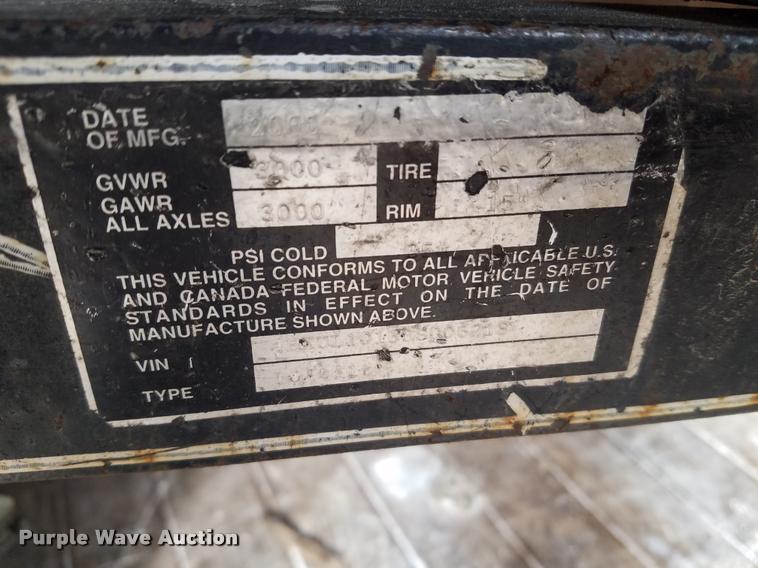 DATE
OF MFG.
GVWR 3000 TIRE
GAWR
ALL AXLES 3000 RIM
PSI COLD
THIS VEHICLE CONFORMS TO ALL APPLICABLE U.S.
AND CANADA FEDERAL MOTOR VEHICLE SAFETY
STANDARDS IN EFFECT ON THE DATE OF
MANUFACTURE SHOWN ABOVE.
VIN
TYPE
Purple Wave Auction